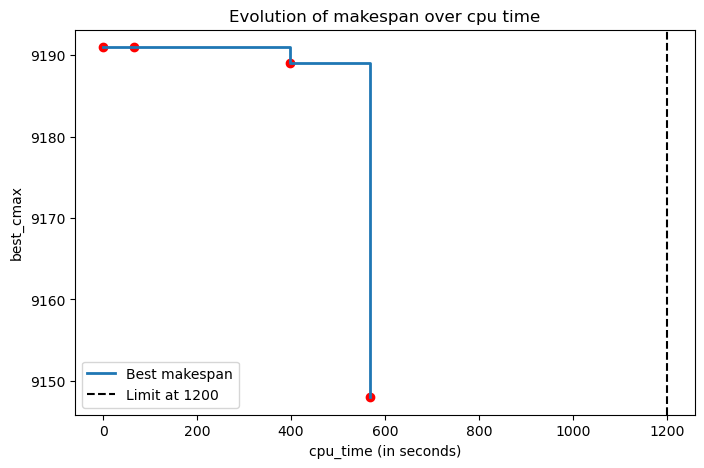 Evolution of makespan over cpu time
best_cmax
9190
9180
9170
9160
9150
Best makespan
Limit at 1200
0 200 400 600 800 1000 1200
cpu_time (in seconds)